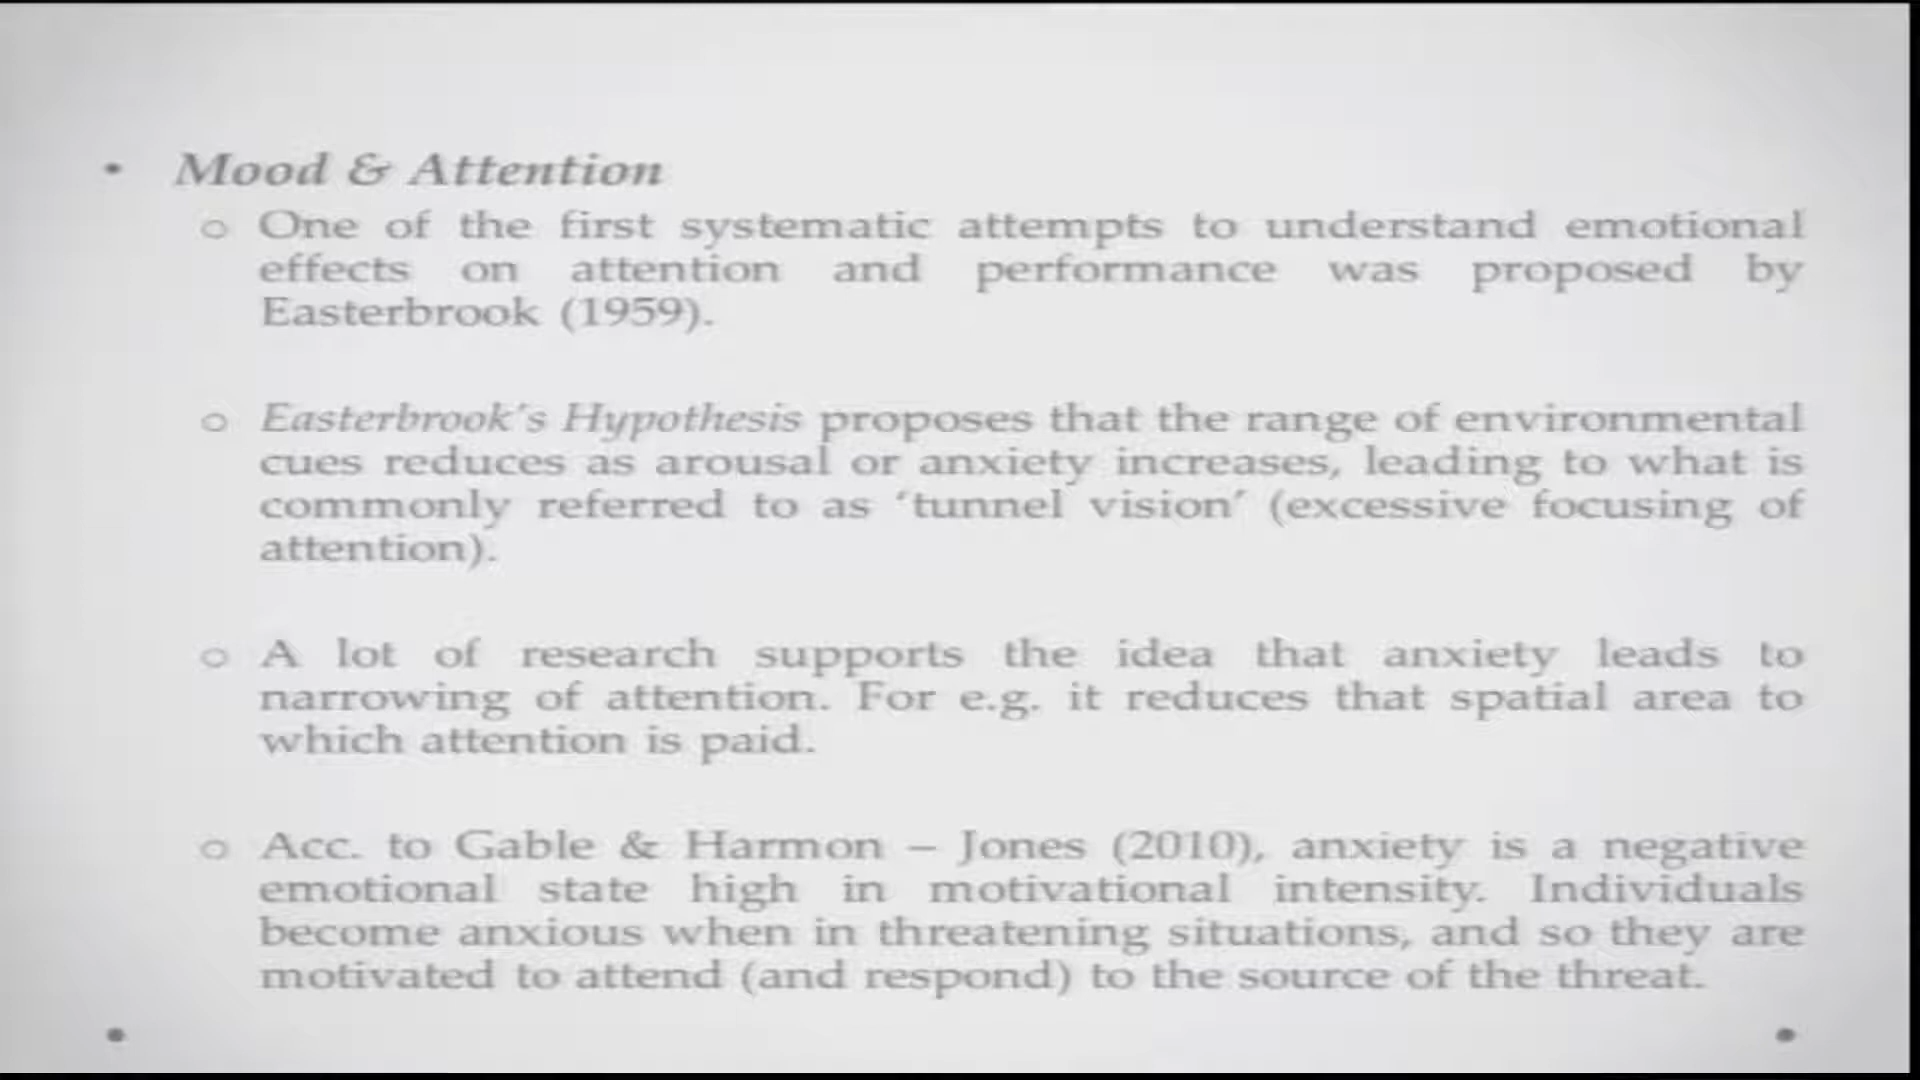 • Mood & Attention
o One of the first systematic attempts to understand emotional
effects on attention and performance was proposed by
Easterbrook (1959).
o Easterbrook's Hypothesis proposes that the range of environmental
cues reduces as arousal or anxiety increases, leading to what is
commonly referred to as ‘tunnel vision’ (excessive focusing of
attention).
o A lot of research supports the idea that anxiety leads to
narrowing of attention. For e.g. it reduces that spatial area to
which attention is paid.
o Acc. to Gable & Harmon – Jones (2010), anxiety is a negative
emotional state high in motivational intensity. Individuals
become anxious when in threatening situations, and so they are
motivated to attend (and respond) to the source of the threat.